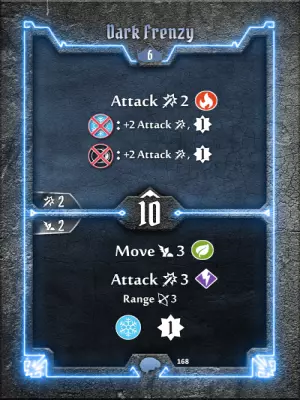 Dark Frenzy
6
Attack 2
: +2 Attack , 1
: +2 Attack , 1
2
10
2
Move 3
Attack 3
Range 3
1
168